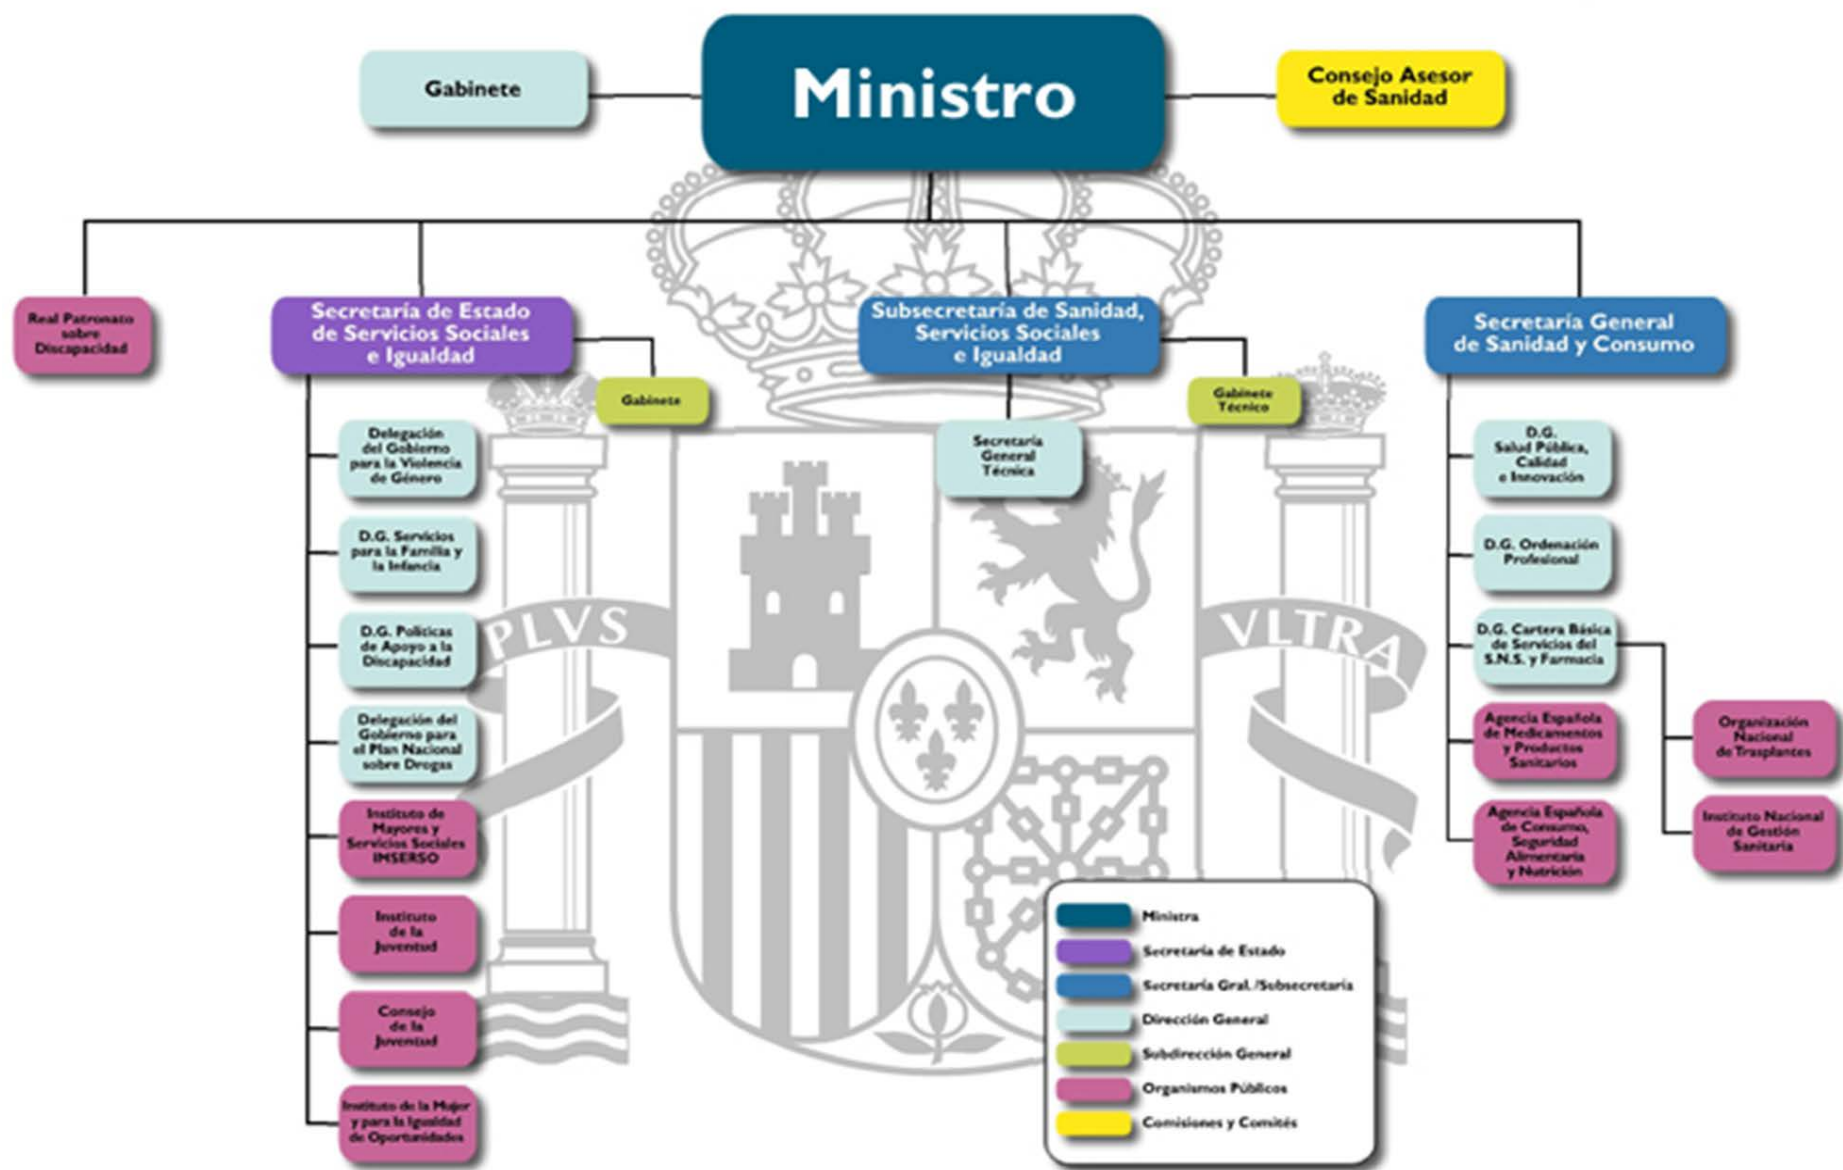 Gabinete
Ministro
Consejo Asesor
de Sanidad
Real Patronato
sobre
Discapacidad
Secretaría de Estado
de Servicios Sociales
e Igualdad
Gabinete
Subsecretaría de Sanidad,
Servicios Sociales
e Igualdad
Gabinete
Técnico
Secretaría
General
Técnica
Secretaría General
de Sanidad y Consumo
Delegación
del Gobierno
para la Violencia
de Género
D.G. Servicios
para la Familia y
la Infancia
D.G. Políticas
de Apoyo a la
Discapacidad
Delegación del
Gobierno para
el Plan Nacional
sobre Drogas
Instituto de
Mayores y
Servicios Sociales
IMSERSO
Instituto
de la
Juventud
Consejo
de la
Juventud
Instituto de la Mujer
y para la Igualdad
de Oportunidades
PLVS
VLTRA
D.G.
Salud Pública,
Calidad
e Innovación
D.G. Ordenación
Profesional
D.G. Cartera Básica
de Servicios del
S.N.S. y Farmacia
Agencia Española
de Medicamentos
y Productos
Sanitarios
Agencia Española
de Consumo,
Seguridad
Alimentaria
y Nutrición
Organización
Nacional
de Trasplantes
Instituto Nacional
de Gestión
Sanitaria
Ministra
Secretaría de Estado
Secretaría Gral./Subsecretaría
Dirección General
Subdirección General
Organismos Públicos
Comisiones y Comités